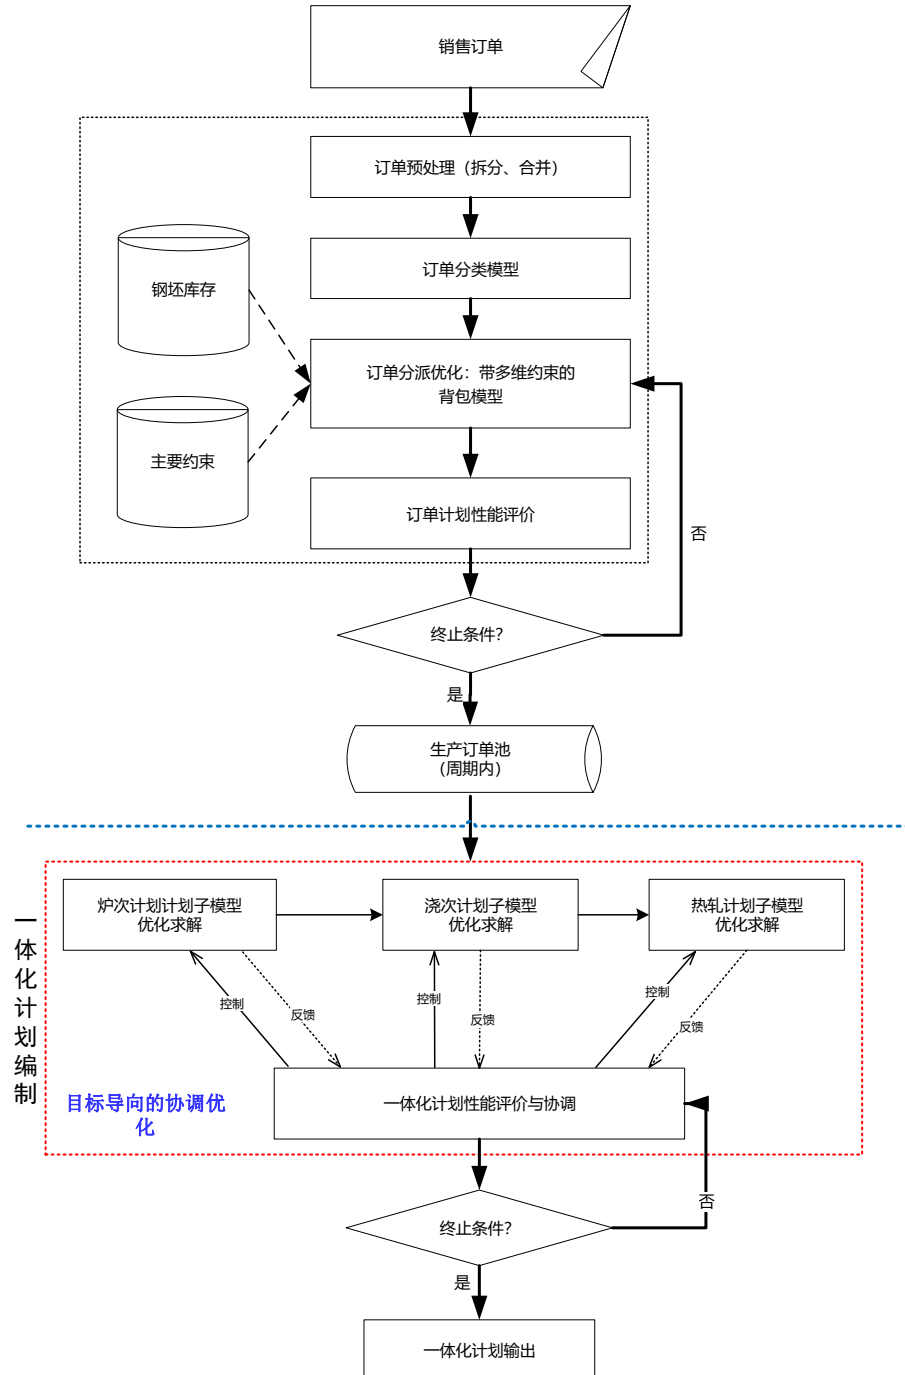 销售订单
订单预处理（拆分、合并）
订单分类模型
钢坯库存
订单分派优化：带多维约束的
背包模型
主要约束
订单计划性能评价
否
终止条件？
是
生产订单池
（周期内）
一体化计划编制
炉次计划计划子模型
优化求解
浇次计划子模型
优化求解
热轧计划子模型
优化求解
控制
反馈
控制
反馈
控制
反馈
目标导向的协调优
化
一体化计划性能评价与协调
否
终止条件？
是
一体化计划输出